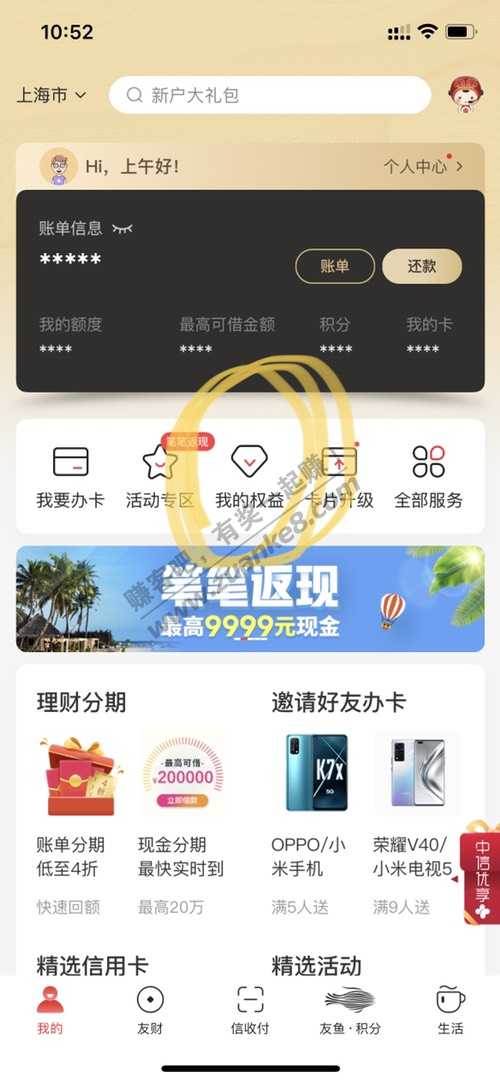 10:52
上海市
新户大礼包
Hi，上午好!
个人中心
账单信息
*****
账单
还款
我的额度
最高可借金额
积分
我的卡
****
****
****
****
笔笔返现
我要办卡
活动专区
我的权益
卡片升级
全部服务
赚客吧，有奖，一起赚！
www.zuanke8.com
笔笔返现
最高9999元现金
理财分期
邀请好友办卡
最高可借
¥200000
立即借款
K7x
账单分期
低至4折
现金分期
最快实时到
OPPO/小
米手机
荣耀V40/
小米电视5
快速回额
最高20万
满5人送
满9人送
中信优享
精选信用卡
精选活动
我的
友财
信收付
友鱼·积分
生活